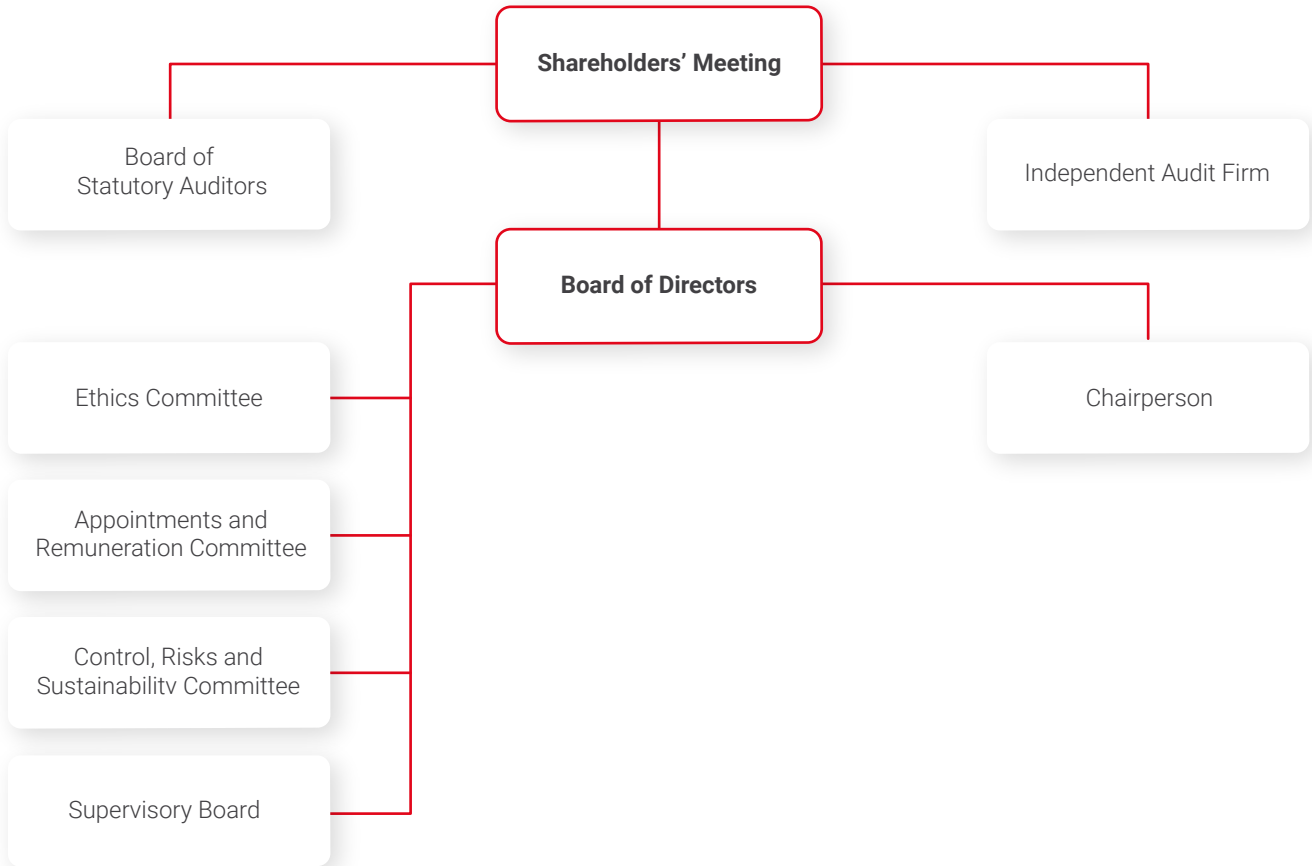 Shareholders’ Meeting
Board of
Statutory Auditors
Independent Audit Firm
Board of Directors
Ethics Committee
Chairperson
Appointments and
Remuneration Committee
Control, Risks and
Sustainability Committee
Supervisory Board